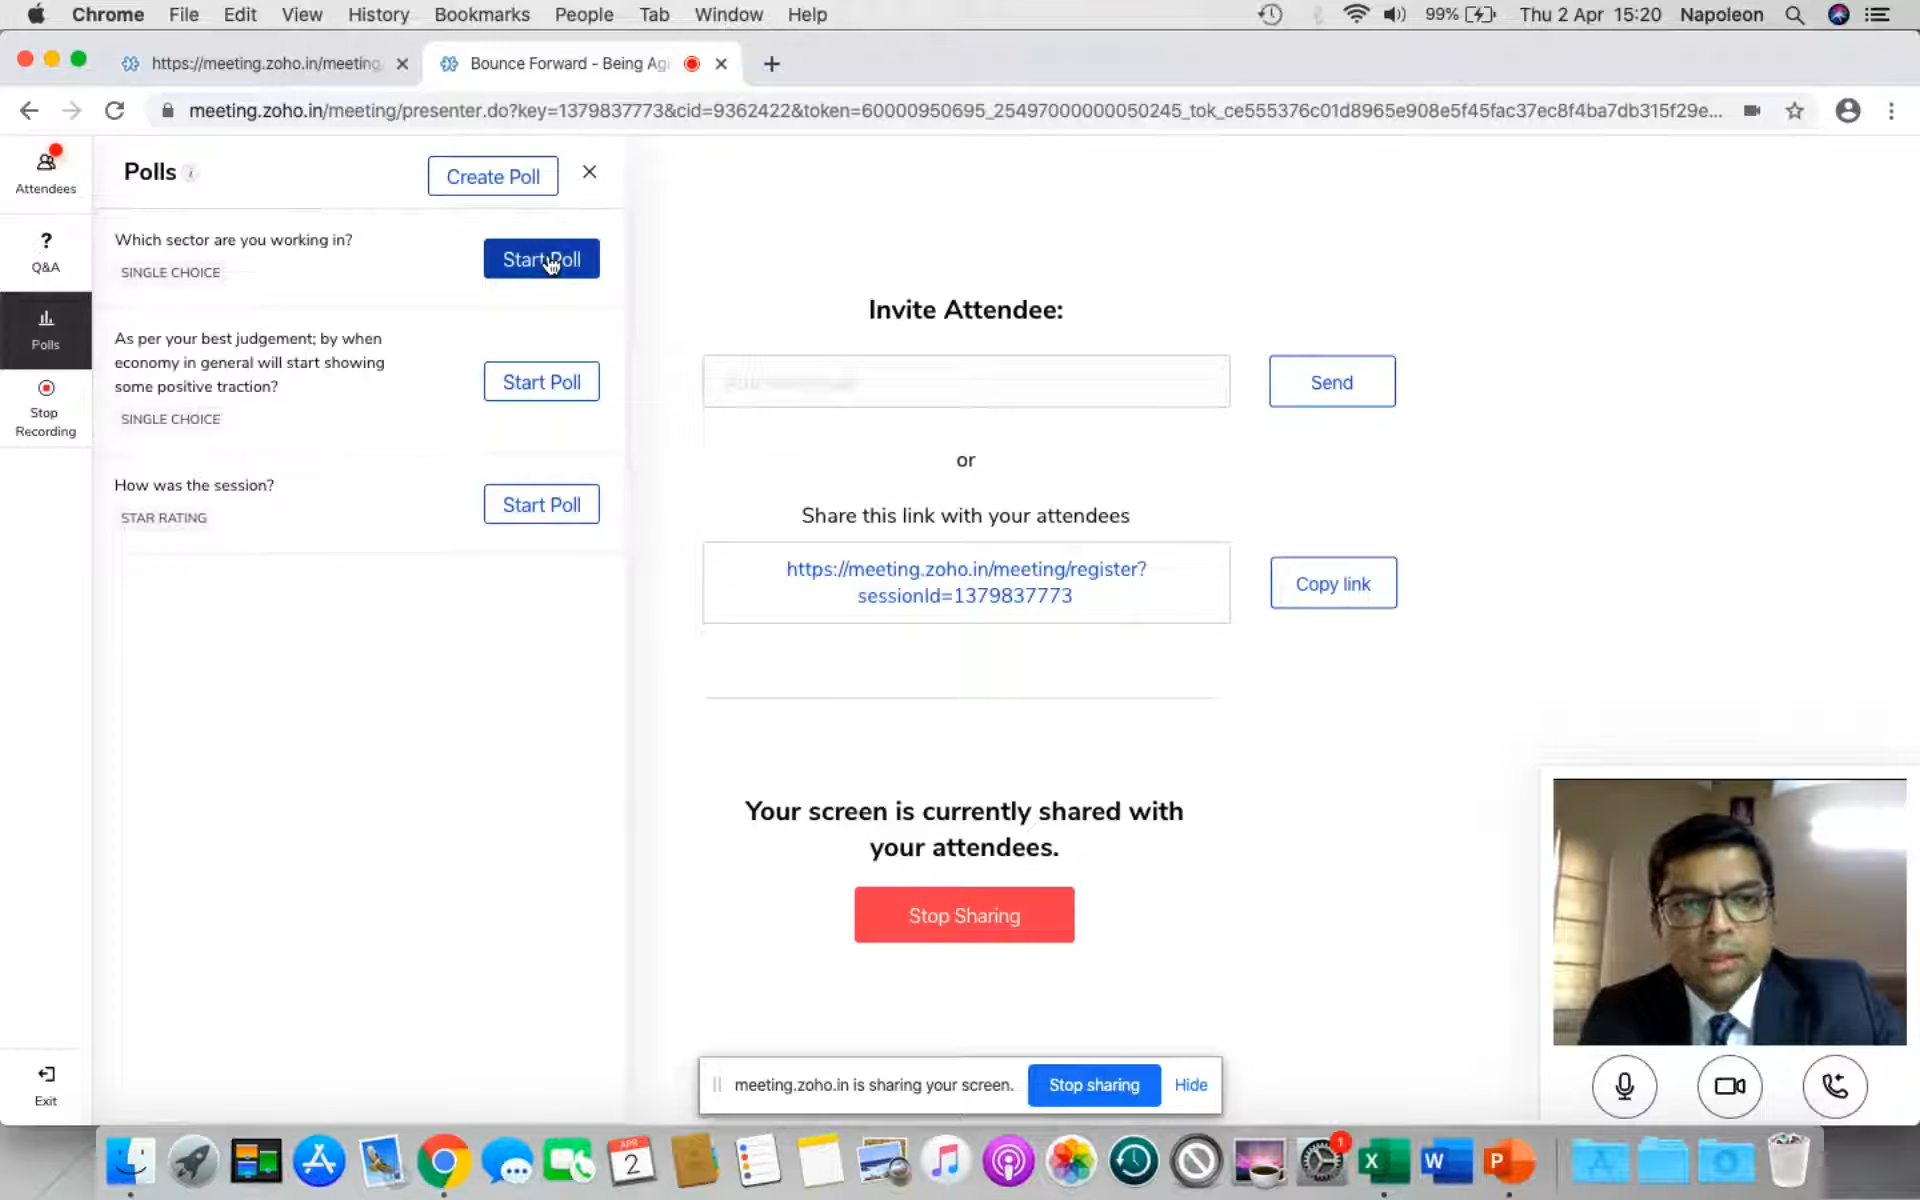 Chrome File Edit View History Bookmarks People Tab Window Help 99% Thu 2 Apr 15:20 Napoleon
https://meeting.zoho.in/meeting
Bounce Forward - Being Agi
meeting.zoho.in/meeting/presenter.do?key=1379837773&cid=9362422&token=60000950695_25497000000050245_tok_ce555376c01d8965e908e5f45fac37ec8f4ba7db315f29e...
Attendees
?
Q&A
Polls
Stop
Recording
Exit
Polls i
Create Poll
Which sector are you working in?
SINGLE CHOICE
Start Poll
As per your best judgement; by when
economy in general will start showing
some positive traction?
SINGLE CHOICE
Start Poll
How was the session?
STAR RATING
Start Poll
Invite Attendee:
Send
or
Share this link with your attendees
https://meeting.zoho.in/meeting/register?
sessionId=1379837773
Copy link
Your screen is currently shared with
your attendees.
Stop Sharing
meeting.zoho.in is sharing your screen. Stop sharing Hide
APR
2
1
X
W
P